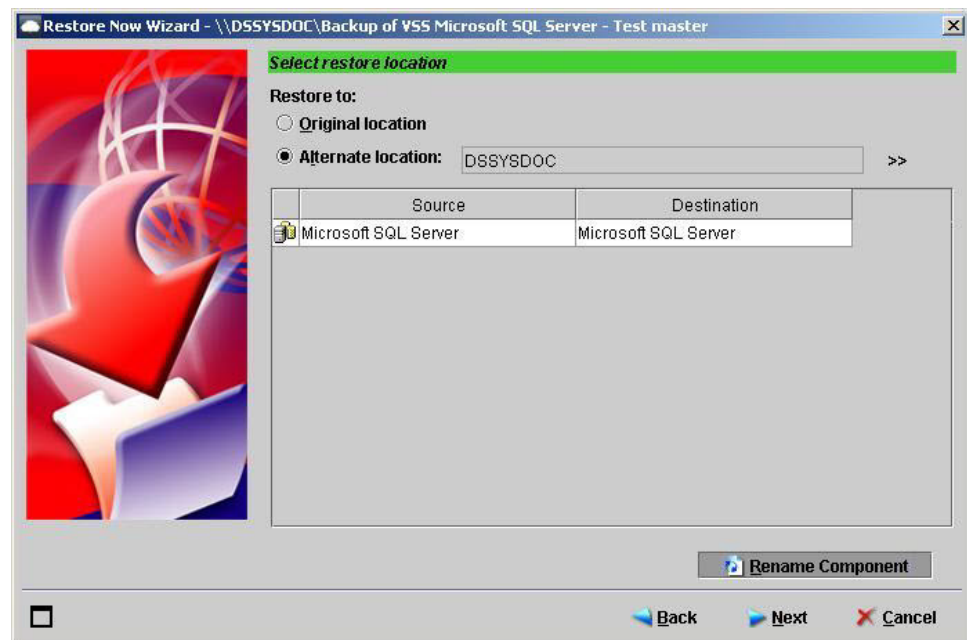 Restore Now Wizard - \\DSSYSDOC\Backup of VSS Microsoft SQL Server - Test master
Select restore location
Restore to:
Original location
Alternate location: DSSYSDOC >>
Source Destination
Microsoft SQL Server Microsoft SQL Server
Rename Component
Back Next Cancel